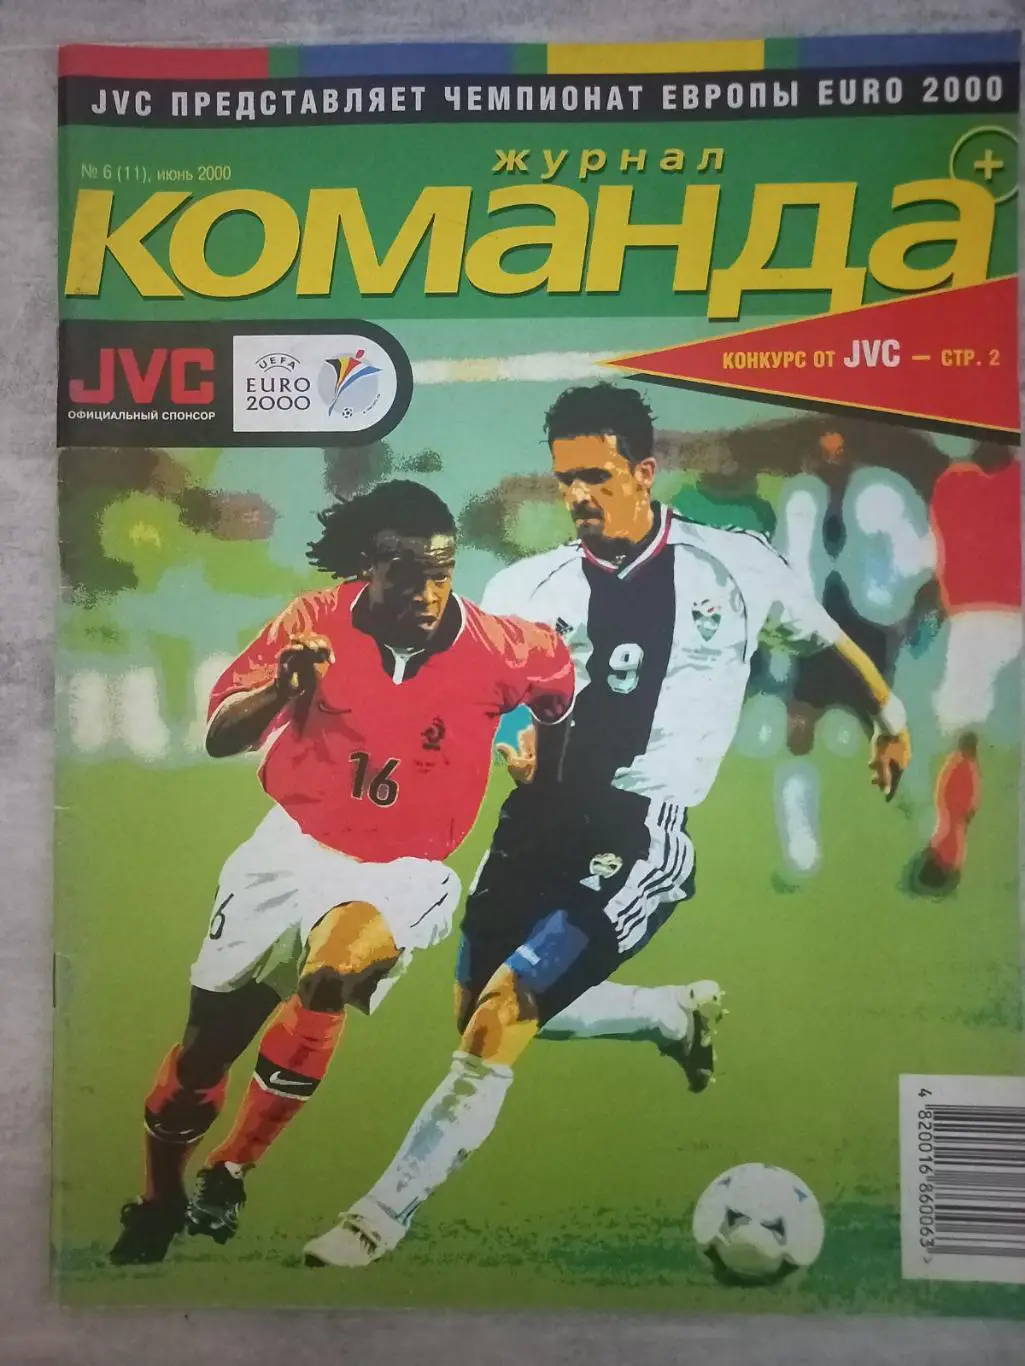 JVC ПРЕДСТАВЛЯЕТ ЧЕМПИОНАТ ЕВРОПЫ EURO 2000
№ 6 (11), июнь 2000
журнал
+
команда
JVC
ОФИЦИАЛЬНЫЙ СПОНСОР
UEFA
EURO
2000
КОНКУРС ОТ JVC — СТР. 2
9
16
6
4 820016 860063 >